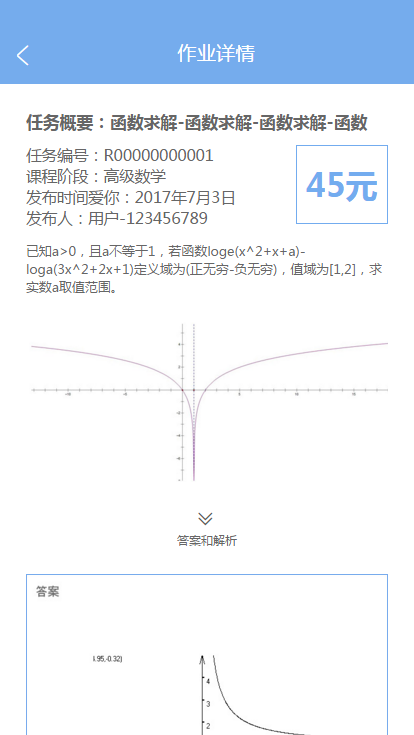 作业详情
任务概要：函数求解-函数求解-函数求解-函数
任务编号：R00000000001
课程阶段：高级数学
发布时间爱你：2017年7月3日
发布人：用户-123456789
45元
已知a>0，且a不等于1，若函数loge(x^2+x+a)-
loga(3x^2+2x+1)定义域为(正无穷-负无穷)，值域为[1,2]，求
实数a取值范围。
答案和解析
答案
1.95,-0.32)
4
3
2